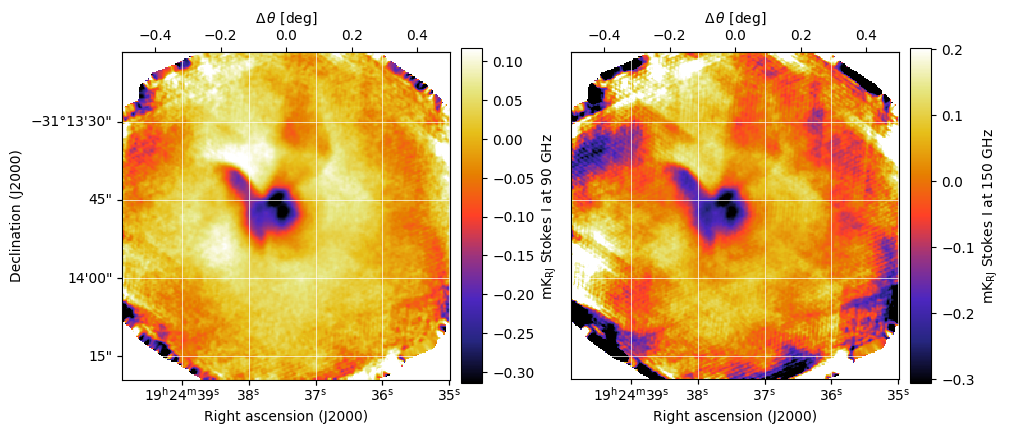 Δθ [deg]
−0.4 −0.2 0.0 0.2 0.4
Declination (J2000)
−31°13'30"
45"
14'00"
15"
19ʰ24ᵐ39ˢ 38ˢ 37ˢ 36ˢ 35ˢ
Right ascension (J2000)
0.10
0.05
0.00
−0.05
−0.10
−0.15
−0.20
−0.25
−0.30
mK_RJ Stokes I at 90 GHz
Δθ [deg]
−0.4 −0.2 0.0 0.2 0.4
19ʰ24ᵐ39ˢ 38ˢ 37ˢ 36ˢ 35ˢ
Right ascension (J2000)
0.2
0.1
0.0
−0.1
−0.2
−0.3
mK_RJ Stokes I at 150 GHz